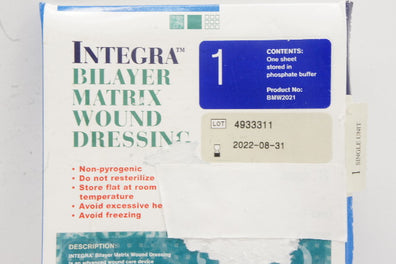 INTEGRA™
BILAYER
MATRIX
WOUND
DRESSING
• Non-pyrogenic
• Do not resterilize
• Store flat at room
temperature
• Avoid excessive he
• Avoid freezing
1
CONTENTS:
One sheet
stored in
phosphate buffer
Product No:
BMW2021
LOT 4933311
2022-08-31
1 SINGLE UNIT
DESCRIPTION:
INTEGRA® Bilayer Matrix Wound Dressing
is an advanced wound care device